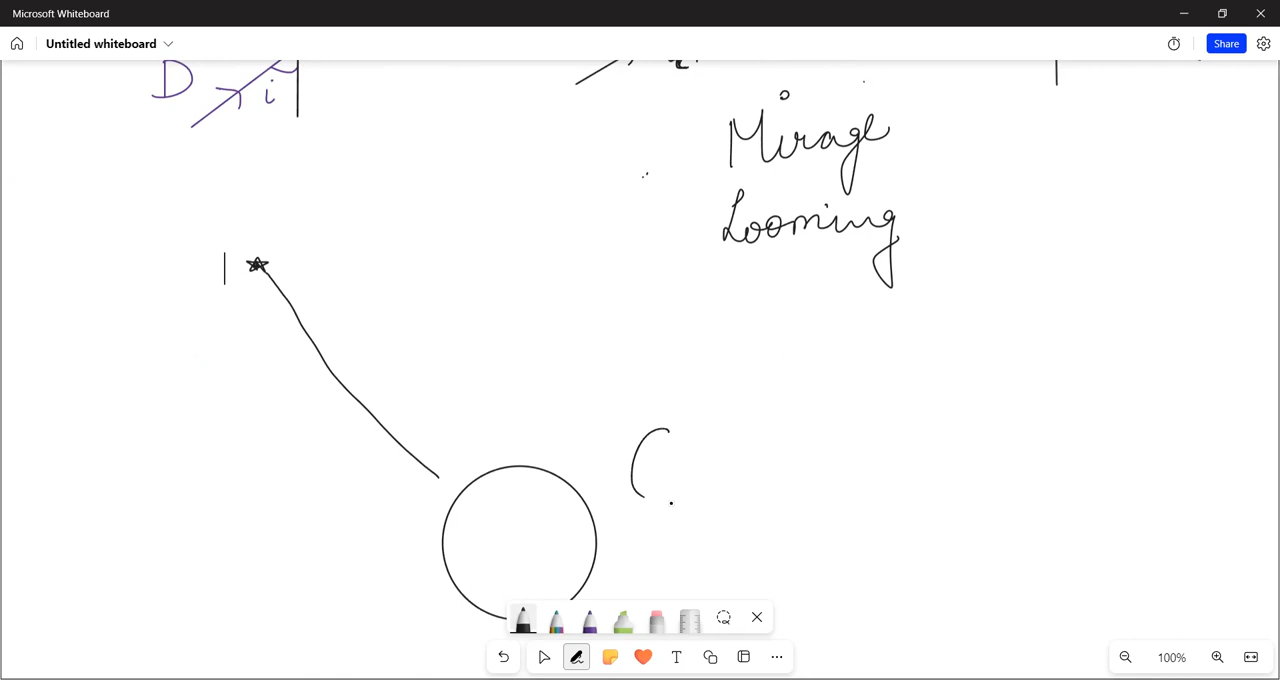 Microsoft Whiteboard
Untitled whiteboard
Share
D
i
Mirage
Looming
100%